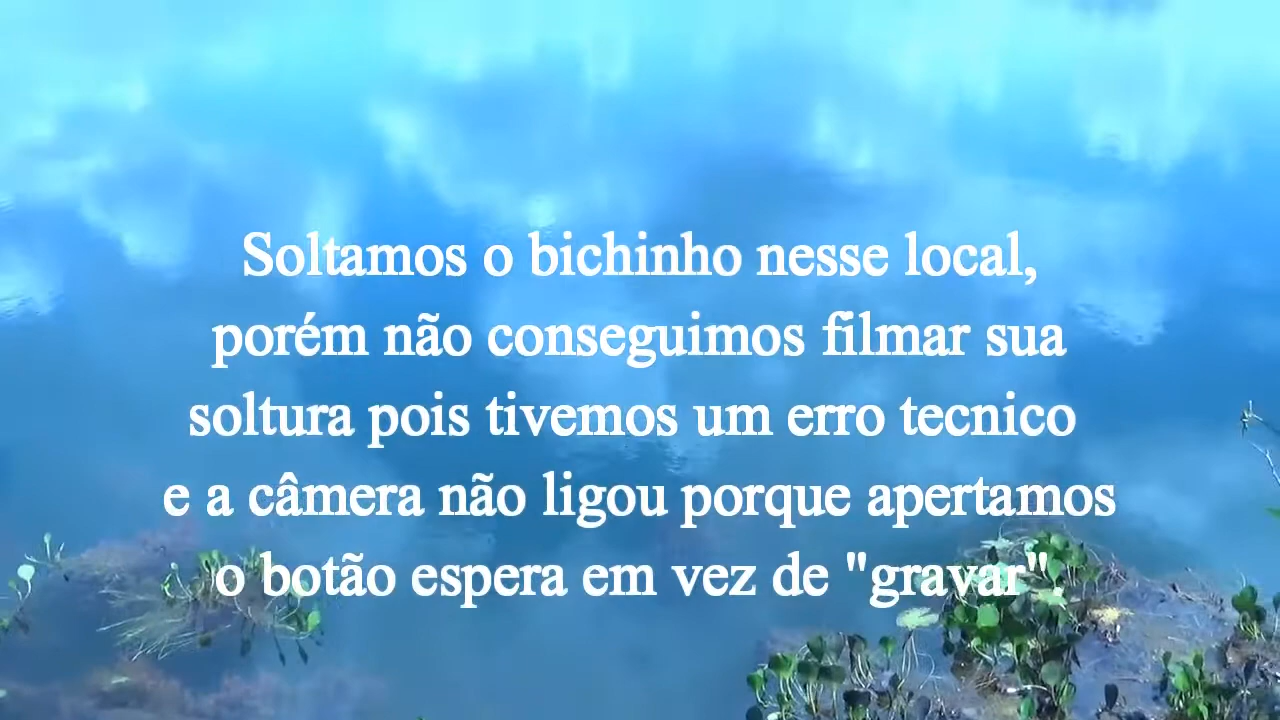 Soltamos o bichinho nesse local,
porém não conseguimos filmar sua
soltura pois tivemos um erro tecnico
e a câmera não ligou porque apertamos
o botão espera em vez de "gravar".